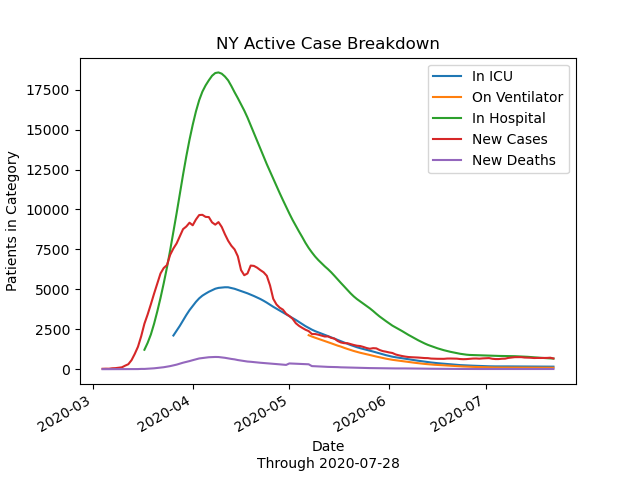 NY Active Case Breakdown
In ICU
On Ventilator
In Hospital
New Cases
New Deaths
Patients in Category
17500
15000
12500
10000
7500
5000
2500
0
2020-03
2020-04
2020-05
2020-06
2020-07
Date
Through 2020-07-28